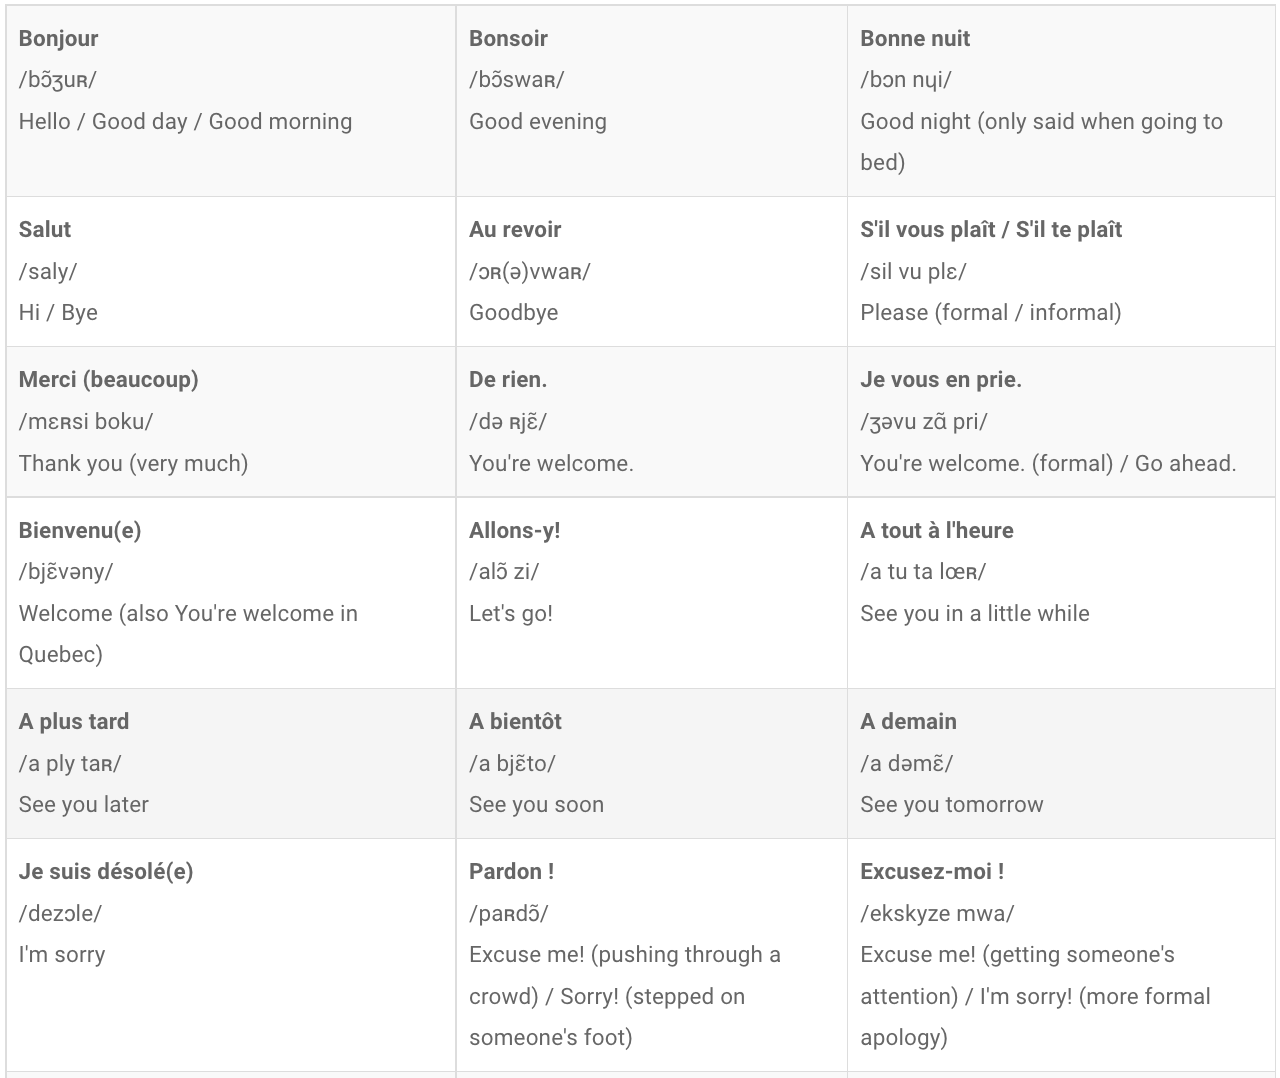 Bonjour
/bɔ̃ʒuʀ/
Hello / Good day / Good morning
Bonsoir
/bɔ̃swaʀ/
Good evening
Bonne nuit
/bɔn nɥi/
Good night (only said when going to
bed)
Salut
/saly/
Hi / Bye
Au revoir
/ɔʀ(ə)vwaʀ/
Goodbye
S'il vous plaît / S'il te plaît
/sil vu plɛ/
Please (formal / informal)
Merci (beaucoup)
/mɛʀsi boku/
Thank you (very much)
De rien.
/də ʀjɛ̃/
You're welcome.
Je vous en prie.
/ʒəvu zɑ̃ pri/
You're welcome. (formal) / Go ahead.
Bienvenu(e)
/bjɛ̃vəny/
Welcome (also You're welcome in
Quebec)
Allons-y!
/alɔ̃ zi/
Let's go!
A tout à l'heure
/a tu ta lœʀ/
See you in a little while
A plus tard
/a ply taʀ/
See you later
A bientôt
/a bjɛ̃to/
See you soon
A demain
/a dəmɛ̃/
See you tomorrow
Je suis désolé(e)
/dezɔle/
I'm sorry
Pardon !
/paʀdɔ̃/
Excuse me! (pushing through a
crowd) / Sorry! (stepped on
someone's foot)
Excusez-moi !
/ekskyze mwa/
Excuse me! (getting someone's
attention) / I'm sorry! (more formal
apology)